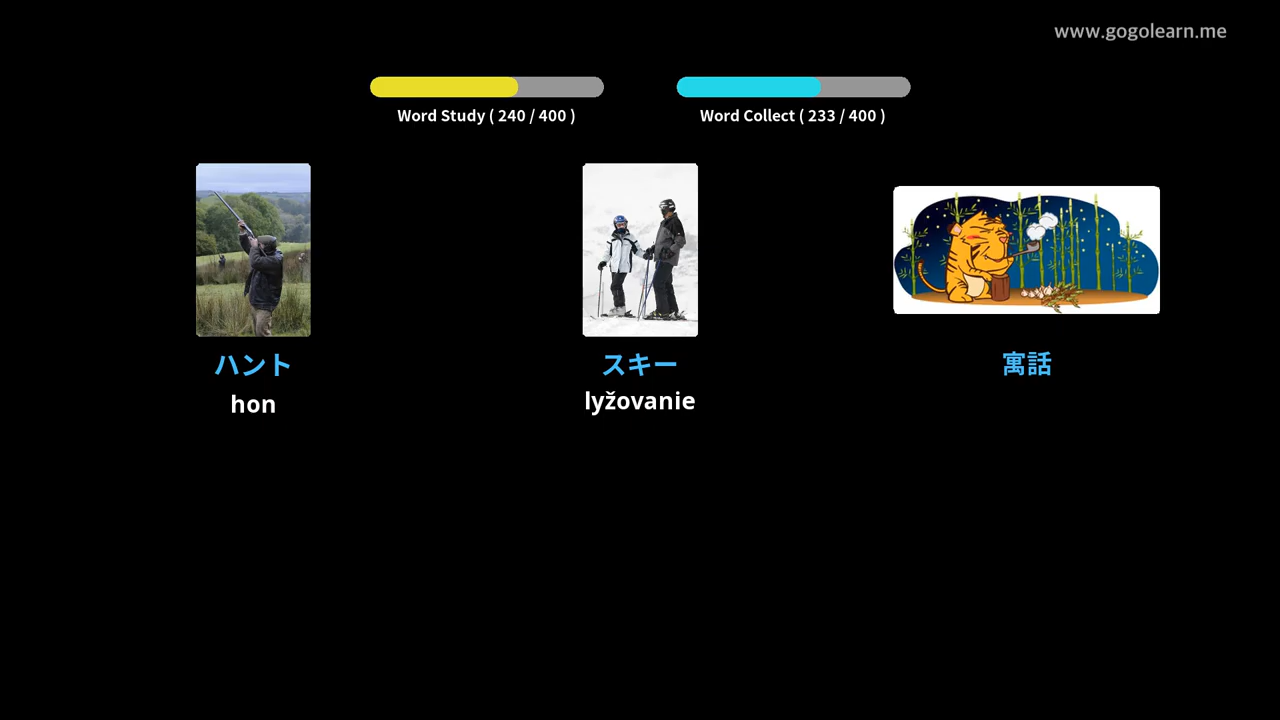 www.gogolearn.me
Word Study ( 240 / 400 )
Word Collect ( 233 / 400 )
ハント
スキー
寓話
hon
lyžovanie